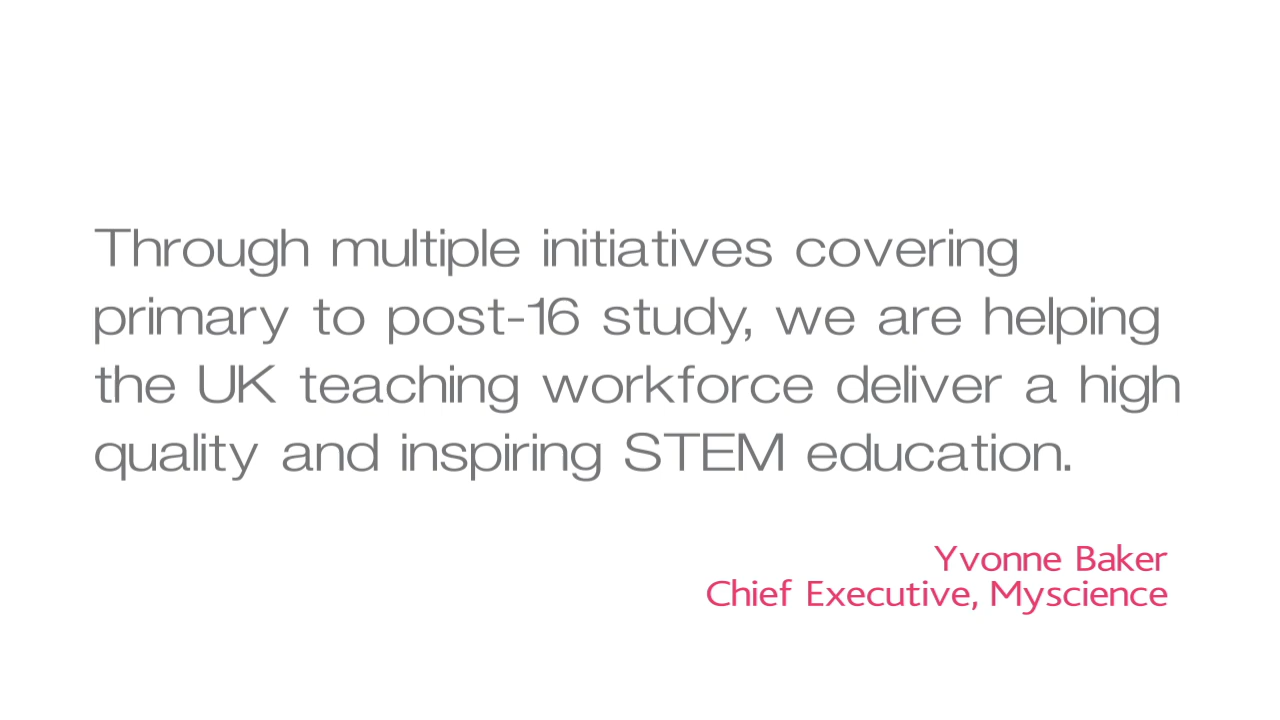 Through multiple initiatives covering
primary to post-16 study, we are helping
the UK teaching workforce deliver a high
quality and inspiring STEM education.
Yvonne Baker
Chief Executive, Myscience